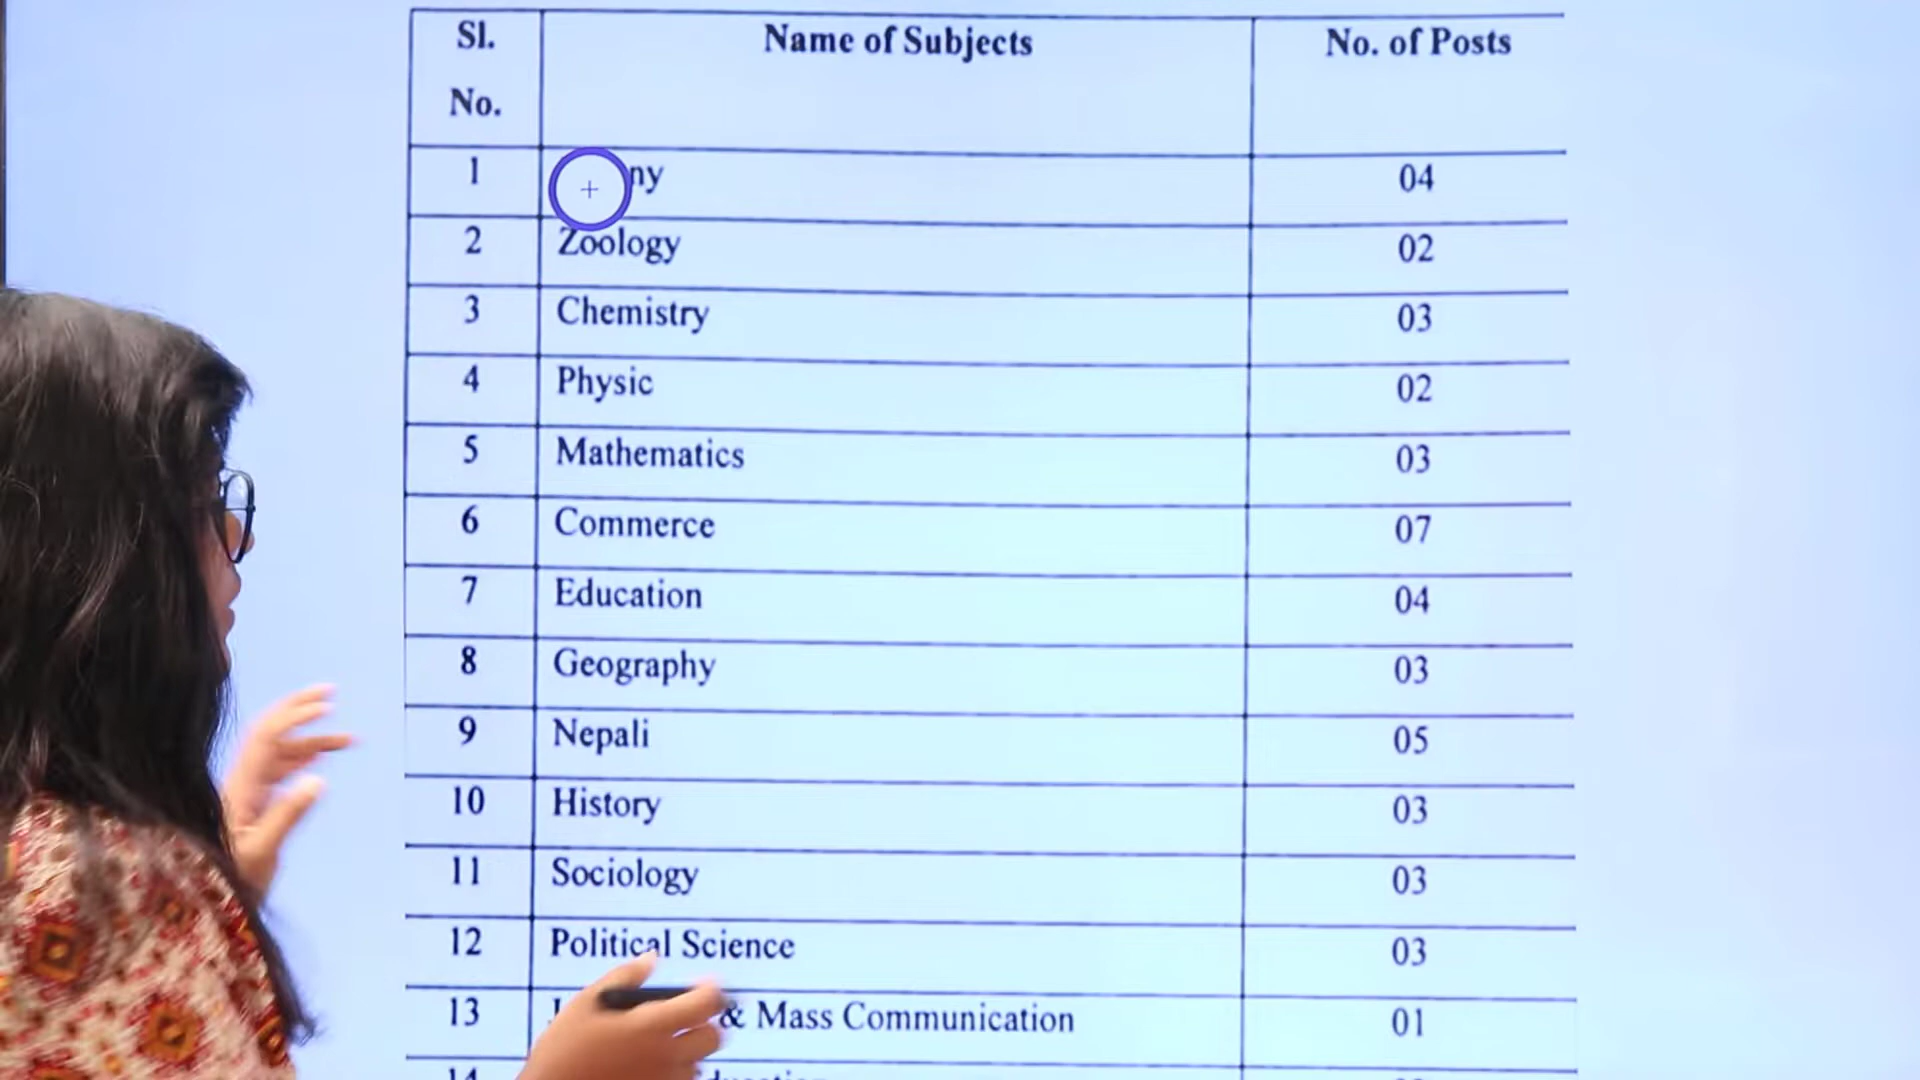 Sl. No. Name of Subjects No. of Posts
1 ny 04
2 Zoology 02
3 Chemistry 03
4 Physic 02
5 Mathematics 03
6 Commerce 07
7 Education 04
8 Geography 03
9 Nepali 05
10 History 03
11 Sociology 03
12 Political Science 03
13 & Mass Communication 01
14